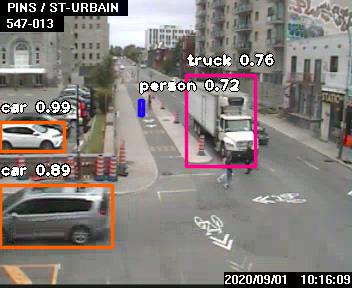 PINS / ST-URBAIN
547-013
truck 0.76
person 0.72
car 0.99
car 0.89
2020/09/01 10:16:09